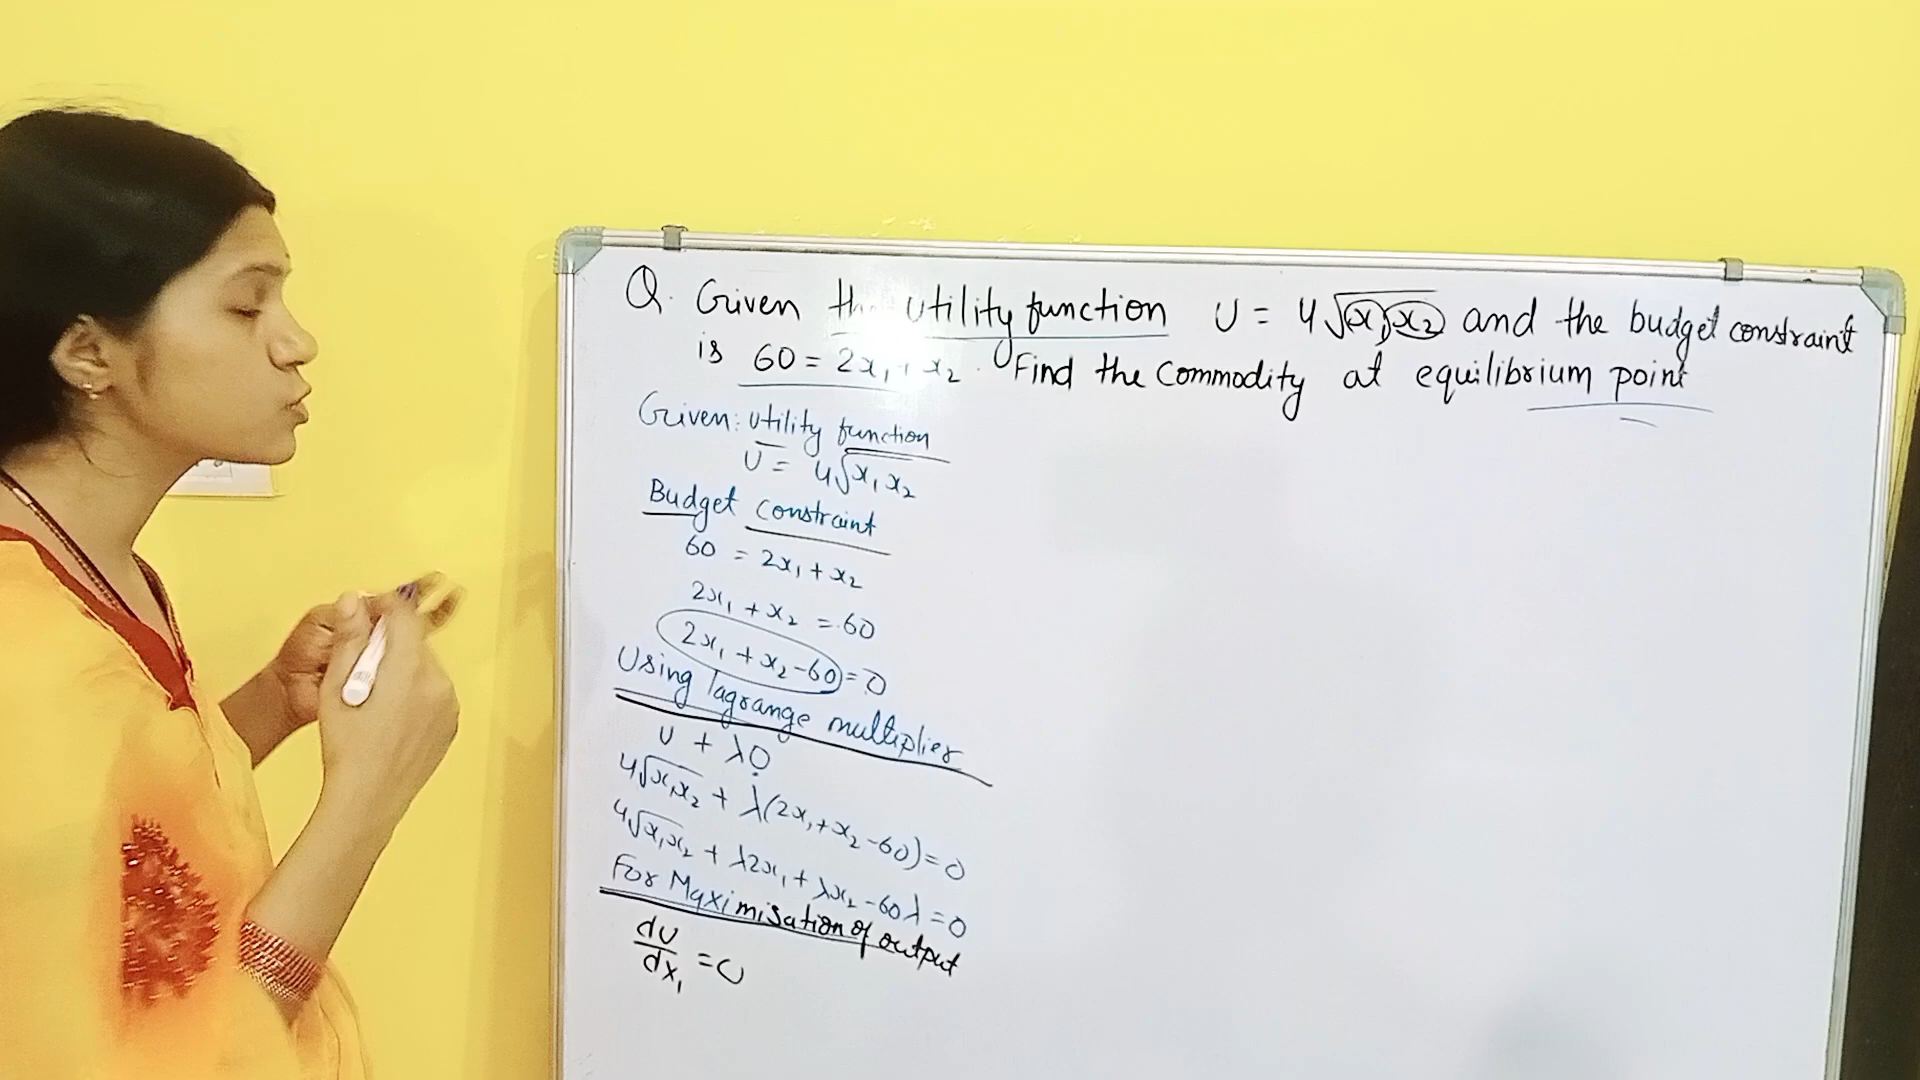 Q. Given the utility function U = 4√x₁x₂ and the budget constraint
is 60 = 2x₁ + x₂. Find the Commodity at equilibrium point
Given: utility function
U = 4√x₁x₂
Budget constraint
60 = 2x₁ + x₂
2x₁ + x₂ = 60
2x₁ + x₂ - 60 = 0
Using lagrange multiplier
U + λ0
4√x₁x₂ + λ(2x₁ + x₂ - 60) = 0
4√x₁x₂ + λ2x₁ + λx₂ - 60λ = 0
For Maximisation of output
dU/dx₁ = 0